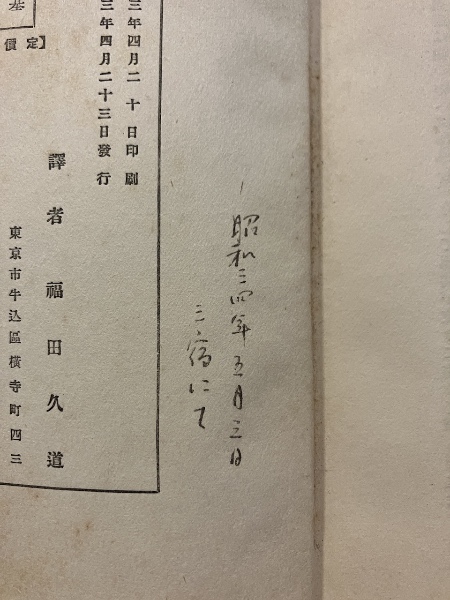 昭和三四年五月三日
三宿にて
三年四月二十日印刷
三年四月二十三日發行
定價】
譯者 福田久道
東京市牛込區横寺町四三